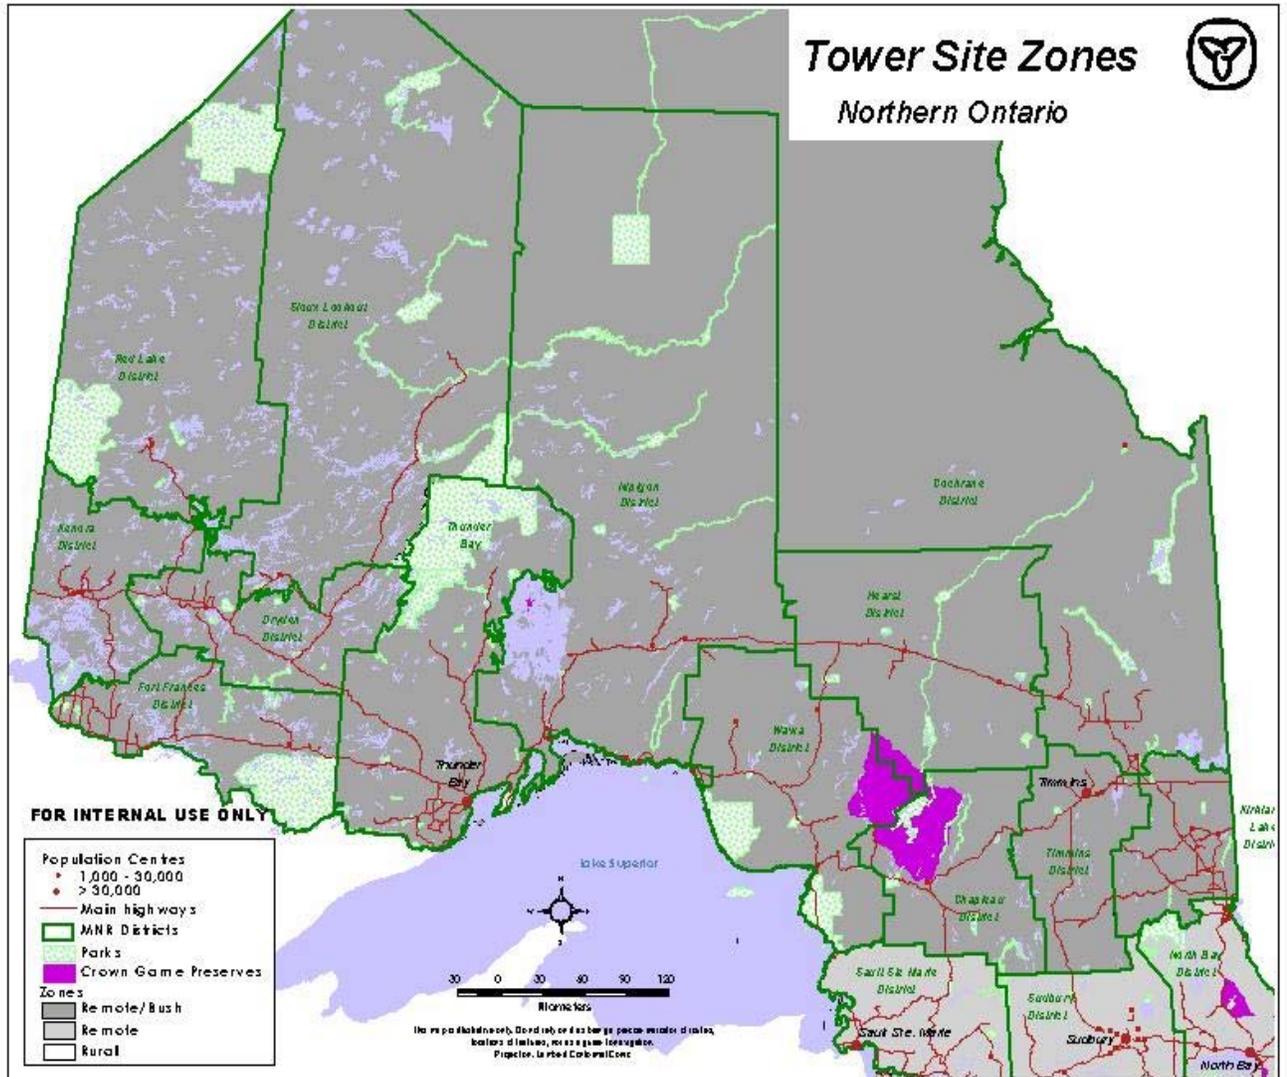 Tower Site Zones
Northern Ontario
Sioux Lookout
District
Red Lake
District
Kenora
District
Thunder
Bay
Nipigon
District
Cochrane
District
Hearst
District
Dryden
District
Fort Frances
District
Wawa
District
Thunder
Bay
Timmins
Timmins
District
Chapleau
District
Lake
Lake Superior
FOR INTERNAL USE ONLY
Population Centres
1,000 - 30,000
> 30,000
Main highways
MNR Districts
Parks
Crown Game Preserves
Zones
Remote/Bush
Remote
Rural
N
S
30 0 30 60 90 120
Kilometers
Sault Ste. Marie
District
Sudbury
District
North Bay
District
Sault Ste. Marie
Sudbury
North Bay